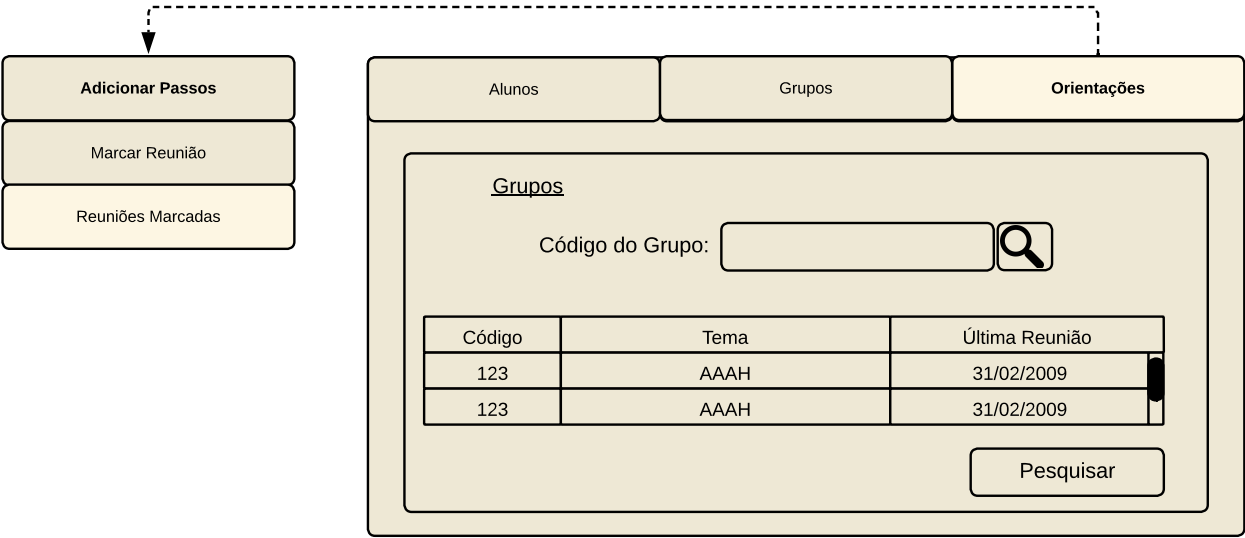 Adicionar Passos
Marcar Reunião
Reuniões Marcadas
Alunos
Grupos
Orientações
Grupos
Código do Grupo:
Código Tema Última Reunião
123 AAAH 31/02/2009
123 AAAH 31/02/2009
Pesquisar